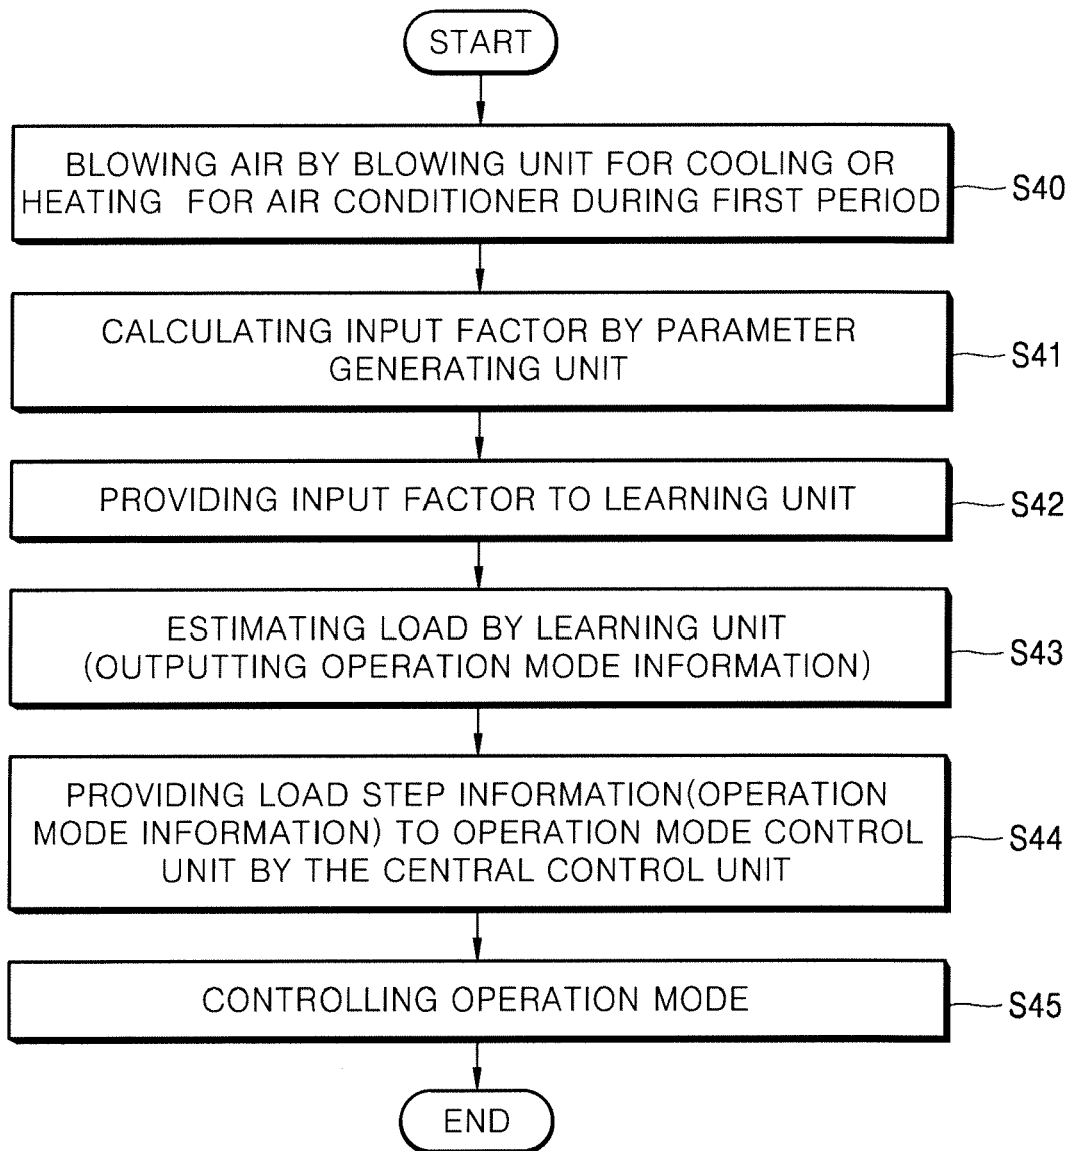 START
BLOWING AIR BY BLOWING UNIT FOR COOLING OR
HEATING FOR AIR CONDITIONER DURING FIRST PERIOD
S40
CALCULATING INPUT FACTOR BY PARAMETER
GENERATING UNIT
S41
PROVIDING INPUT FACTOR TO LEARNING UNIT
S42
ESTIMATING LOAD BY LEARNING UNIT
(OUTPUTTING OPERATION MODE INFORMATION)
S43
PROVIDING LOAD STEP INFORMATION(OPERATION
MODE INFORMATION) TO OPERATION MODE CONTROL
UNIT BY THE CENTRAL CONTROL UNIT
S44
CONTROLLING OPERATION MODE
S45
END